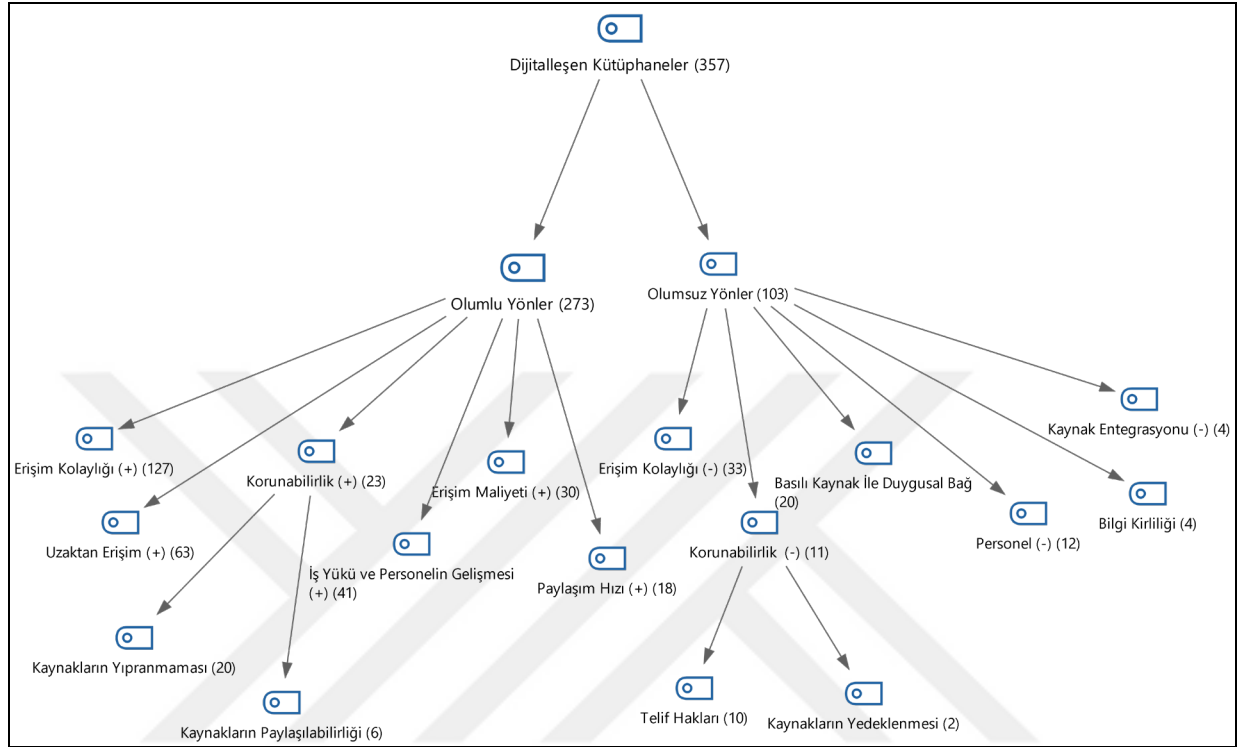 Dijitalleşen Kütüphaneler (357)
Olumlu Yönler (273)
Olumsuz Yönler (103)
Erişim Kolaylığı (+) (127)
Uzaktan Erişim (+) (63)
Korunabilirlik (+) (23)
Kaynakların Yıpranmaması (20)
Kaynakların Paylaşılabilirliği (6)
İş Yükü ve Personelin Gelişmesi
(+) (41)
Erişim Maliyeti (+) (30)
Paylaşım Hızı (+) (18)
Erişim Kolaylığı (-) (33)
Korunabilirlik (-) (11)
Telif Hakları (10)
Kaynakların Yedeklenmesi (2)
Basılı Kaynak İle Duygusal Bağ
(20)
Personel (-) (12)
Bilgi Kirliliği (4)
Kaynak Entegrasyonu (-) (4)